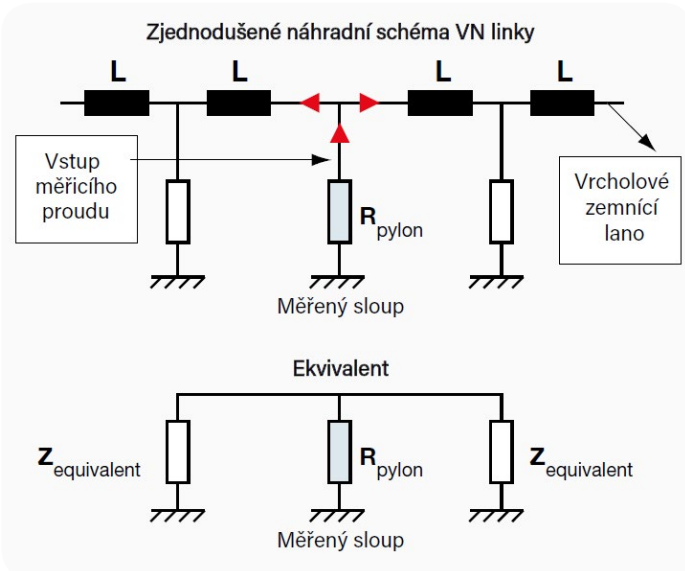 Zjednodušené náhradní schéma VN linky
L
L
L
L
Vstup
měřicího
proudu
R pylon
Vrcholové
zemnící
lano
Měřený sloup
Ekvivalent
Z equivalent
R pylon
Z equivalent
Měřený sloup